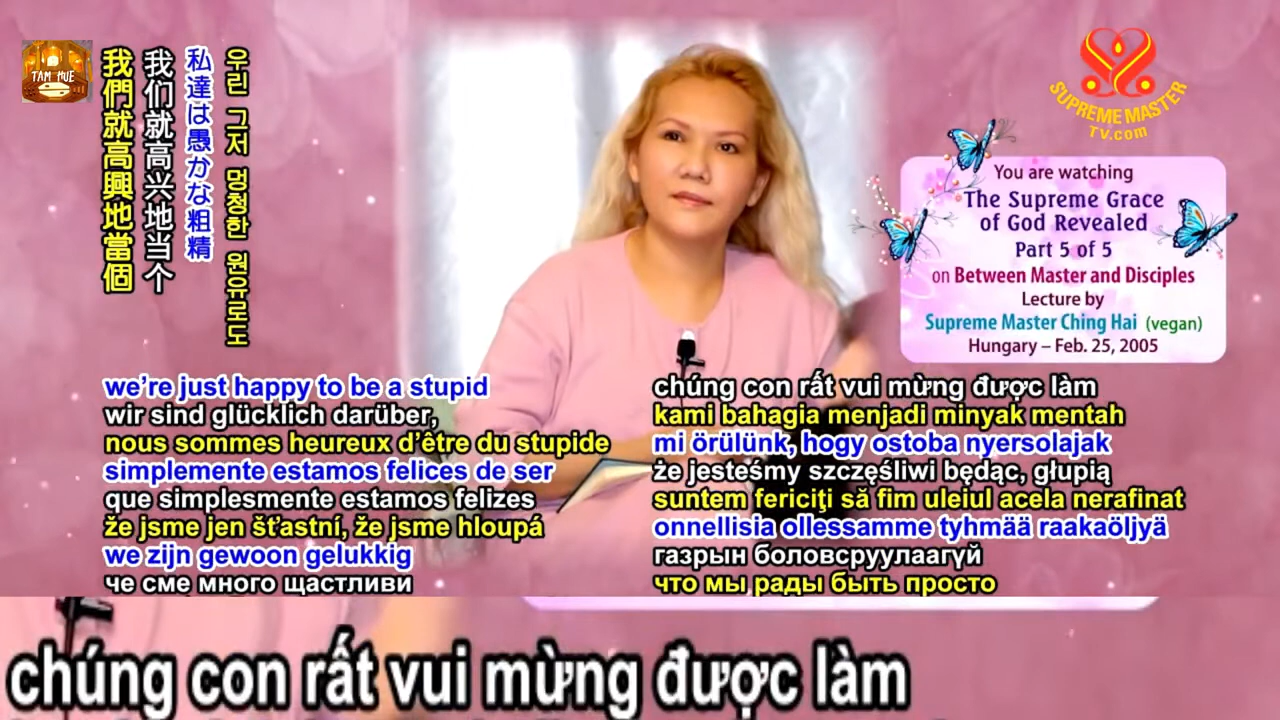 TAM HUE
我們就高興地當個
我们就高兴地当个
私達は愚かな粗精
우린 그저 멍청한 원유로도
SUPREME MASTER
TV.com
You are watching
The Supreme Grace
of God Revealed
Part 5 of 5
on Between Master and Disciples
Lecture by
Supreme Master Ching Hai (vegan)
Hungary – Feb. 25, 2005
we're just happy to be a stupid
wir sind glücklich darüber,
nous sommes heureux d'être du stupide
simplemente estamos felices de ser
que simplesmente estamos felizes
že jsme jen šťastní, že jsme hloupá
we zijn gewoon gelukkig
че сме много щастливи
chúng con rất vui mừng được làm
kami bahagia menjadi minyak mentah
mi örülünk, hogy ostoba nyersolajak
że jesteśmy szczęśliwi będąc, głupią
suntem fericiţi să fim uleiul acela nerafinat
onnellisia ollessamme tyhmää raakaöljyä
газрын боловсруулаагүй
что мы рады быть просто
chúng con rất vui mừng được làm